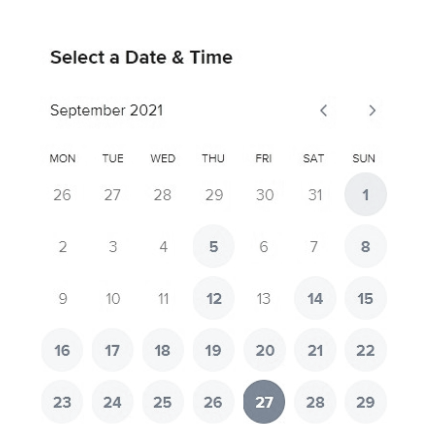 Select a Date & Time
September 2021
MON TUE WED THU FRI SAT SUN
26 27 28 29 30 31 1
2 3 4 5 6 7 8
9 10 11 12 13 14 15
16 17 18 19 20 21 22
23 24 25 26 27 28 29